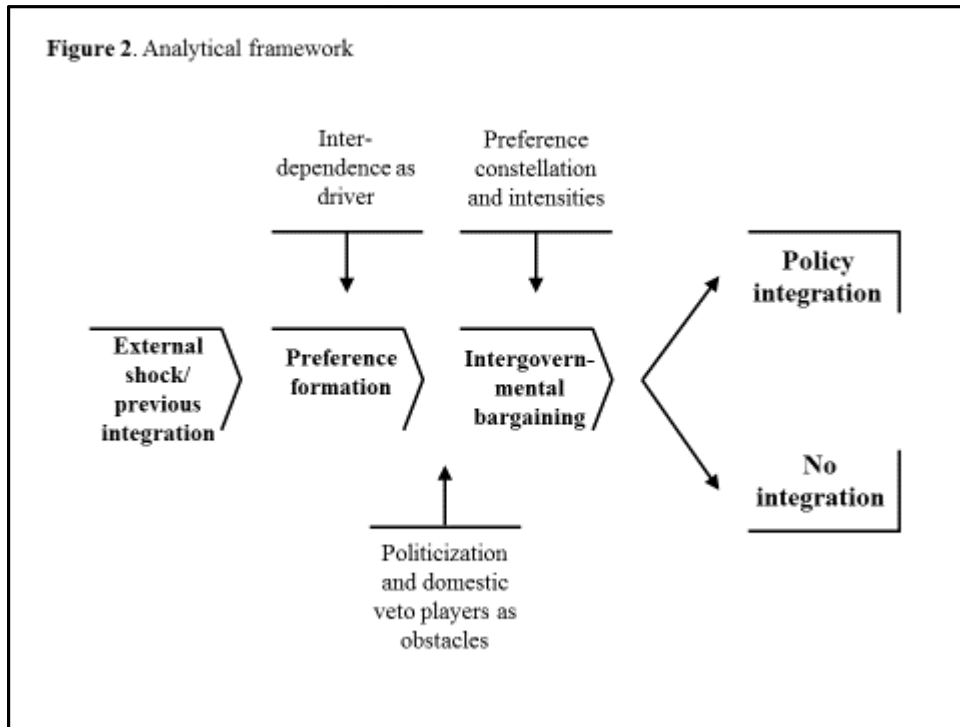 Figure 2. Analytical framework
Inter-
dependence as
driver
Preference
constellation
and intensities
External
shock/
previous
integration
Preference
formation
Intergovern-
mental
bargaining
Policy
integration
No
integration
Politicization
and domestic
veto players as
obstacles